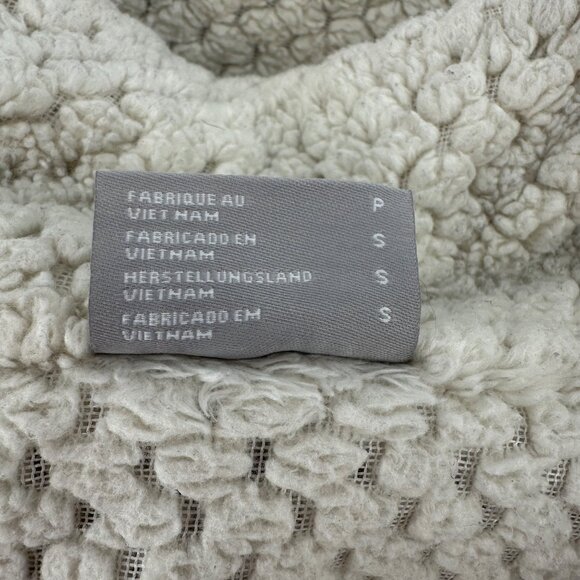 FABRIQUE AU P
VIET NAM
FABRICADO EN S
VIETNAM
HERSTELLUNGSLAND S
VIETNAM
FABRICADO EM S
VIETNAM